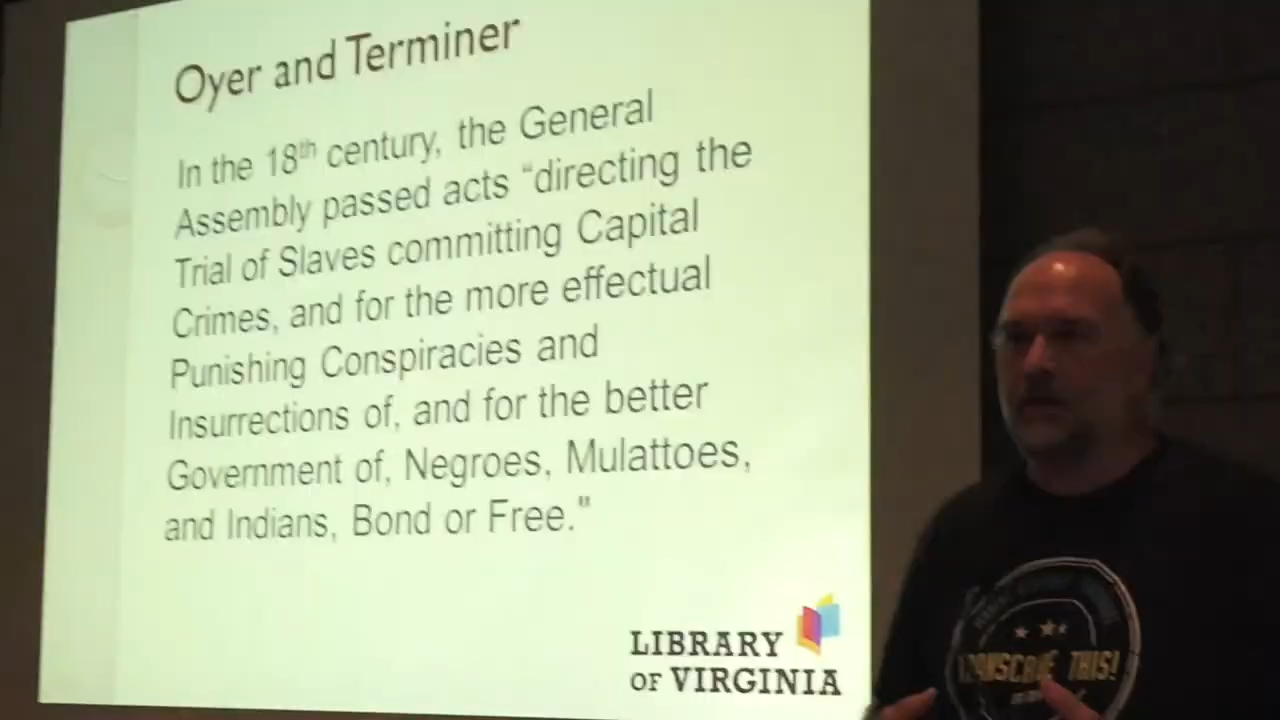 Oyer and Terminer
In the 18th century, the General
Assembly passed acts “directing the
Trial of Slaves committing Capital
Crimes, and for the more effectual
Punishing Conspiracies and
Insurrections of, and for the better
Government of, Negroes, Mulattoes,
and Indians, Bond or Free."
LIBRARY
OF VIRGINIA
TRANSCRIBE THIS!